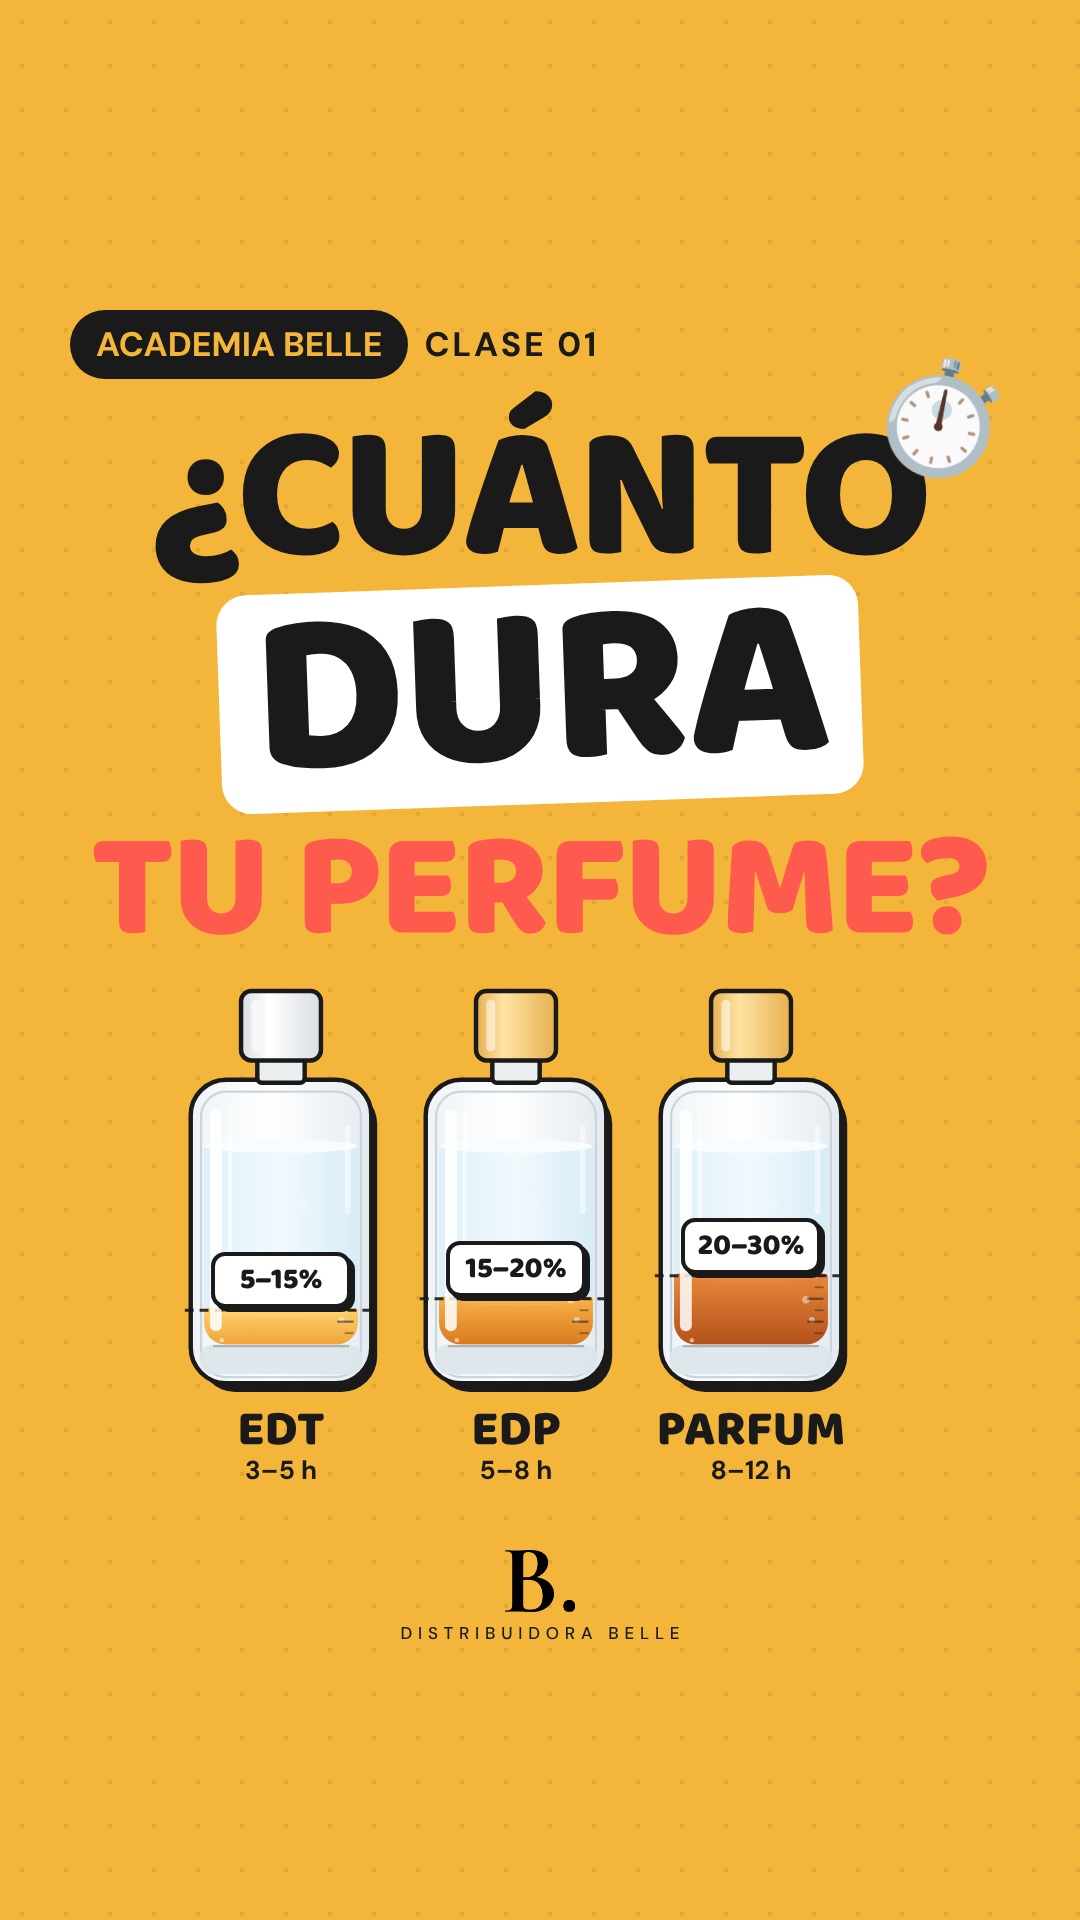 ACADEMIA BELLE CLASE 01
¿CUÁNTO
DURA
TU PERFUME?
5–15% 15–20% 20–30%
EDT EDP PARFUM
3–5 h 5–8 h 8–12 h
B.
DISTRIBUIDORA BELLE